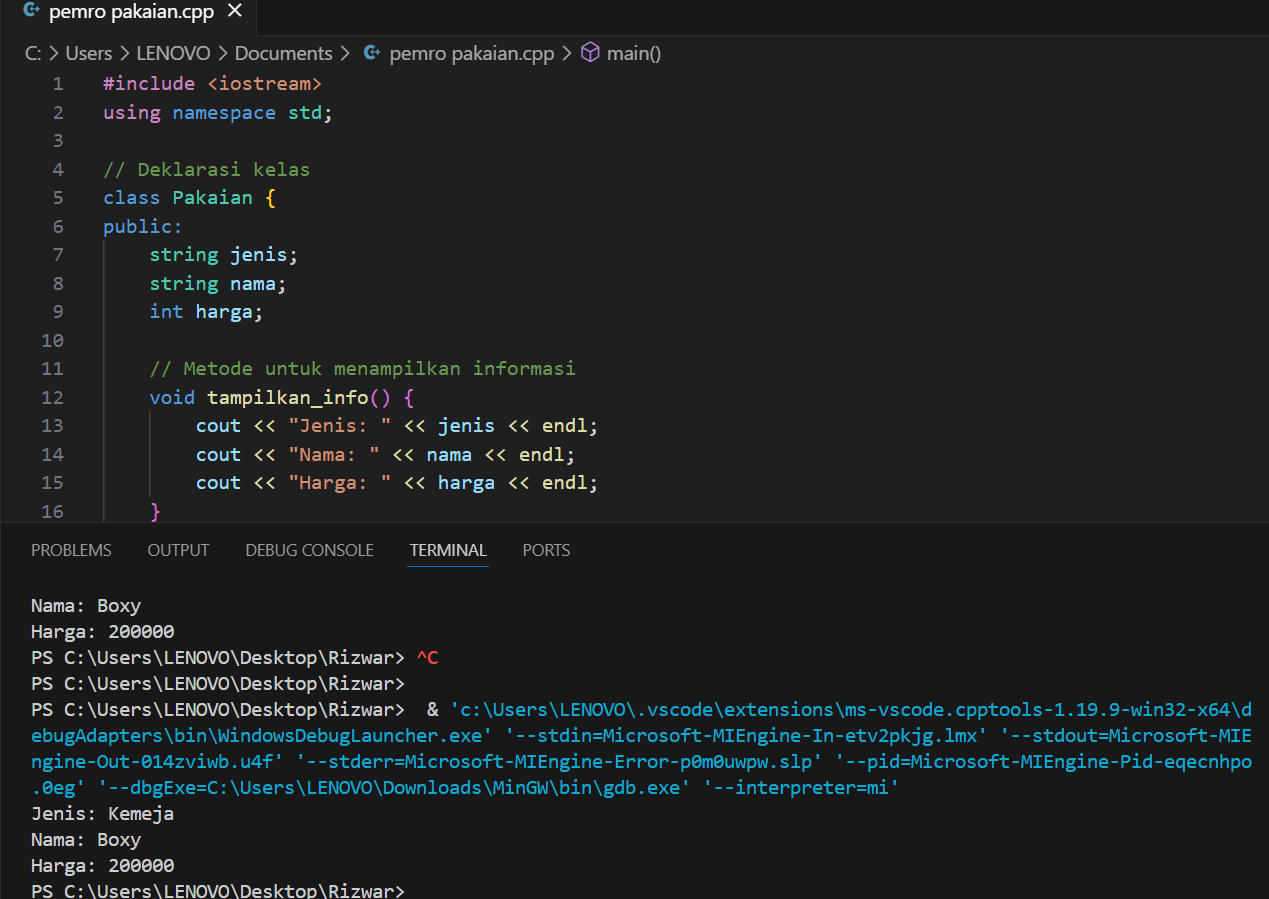 pemro pakaian.cpp ×
C: > Users > LENOVO > Documents > pemro pakaian.cpp > main()
1 #include <iostream>
2 using namespace std;
3
4 // Deklarasi kelas
5 class Pakaian {
6 public:
7 string jenis;
8 string nama;
9 int harga;
10
11 // Metode untuk menampilkan informasi
12 void tampilkan_info() {
13 cout << "Jenis: " << jenis << endl;
14 cout << "Nama: " << nama << endl;
15 cout << "Harga: " << harga << endl;
16 }
PROBLEMS OUTPUT DEBUG CONSOLE TERMINAL PORTS
Nama: Boxy
Harga: 200000
PS C:\Users\LENOVO\Desktop\Rizwar> ^C
PS C:\Users\LENOVO\Desktop\Rizwar>
PS C:\Users\LENOVO\Desktop\Rizwar> & 'c:\Users\LENOVO\.vscode\extensions\ms-vscode.cpptools-1.19.9-win32-x64\d
ebugAdapters\bin\WindowsDebugLauncher.exe' '--stdin=Microsoft-MIEngine-In-etv2pkjg.lmx' '--stdout=Microsoft-MIE
ngine-Out-014zviwb.u4f' '--stderr=Microsoft-MIEngine-Error-p0m0uwpw.slp' '--pid=Microsoft-MIEngine-Pid-eqecnhpo
.0eg' '--dbgExe=C:\Users\LENOVO\Downloads\MinGW\bin\gdb.exe' '--interpreter=mi'
Jenis: Kemeja
Nama: Boxy
Harga: 200000
PS C:\Users\LENOVO\Desktop\Rizwar>